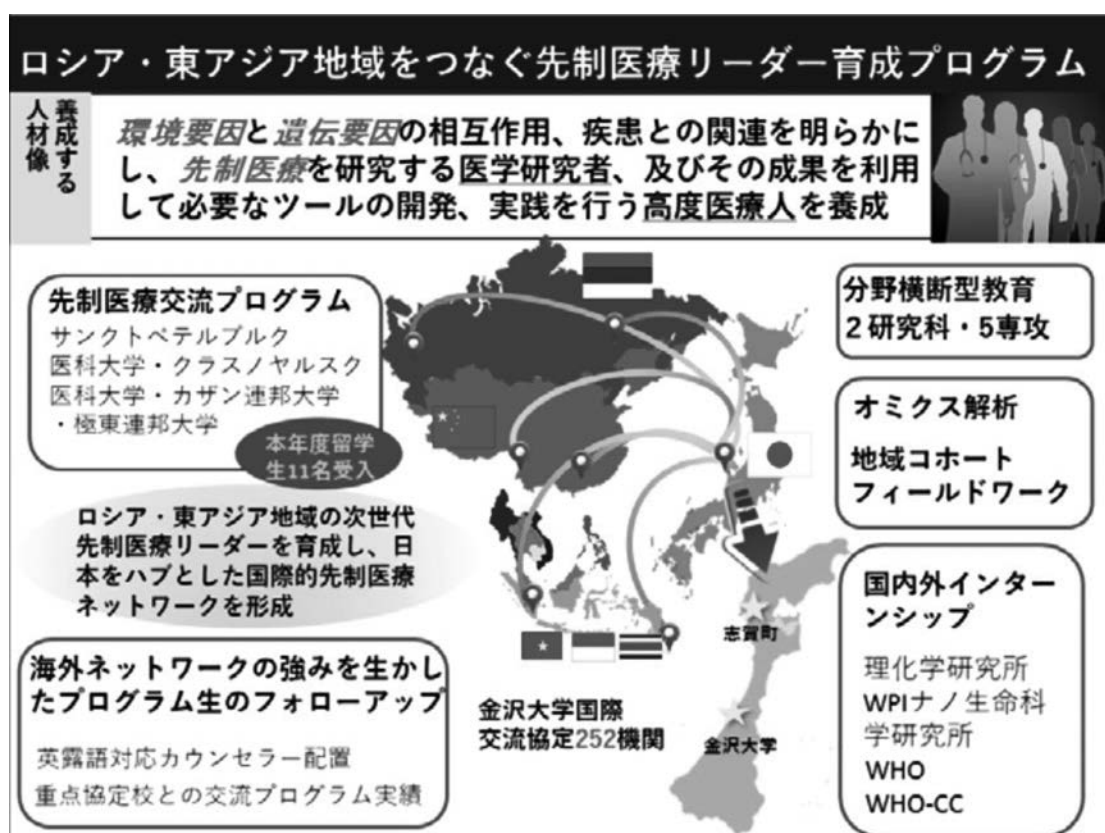 ロシア・東アジア地域をつなぐ先制医療リーダー育成プログラム
養成する
人材像
環境要因と遺伝要因の相互作用、疾患との関連を明らかに
し、先制医療を研究する医学研究者、及びその成果を利用
して必要なツールの開発、実践を行う高度医療人を養成
先制医療交流プログラム
サンクトペテルブルク
医科大学・クラスノヤルスク
医科大学・カザン連邦大学
・極東連邦大学
本年度留学
生11名受入
ロシア・東アジア地域の次世代
先制医療リーダーを育成し、日
本をハブとした国際的先制医療
ネットワークを形成
海外ネットワークの強みを生かし
たプログラム生のフォローアップ
英露語対応カウンセラー配置
重点協定校との交流プログラム実績
金沢大学国際
交流協定252機関
志賀町
金沢大学
分野横断型教育
2研究科・5専攻
オミクス解析
地域コホート
フィールドワーク
国内外インター
ンシップ
理化学研究所
WPIナノ生命科
学研究所
WHO
WHO-CC